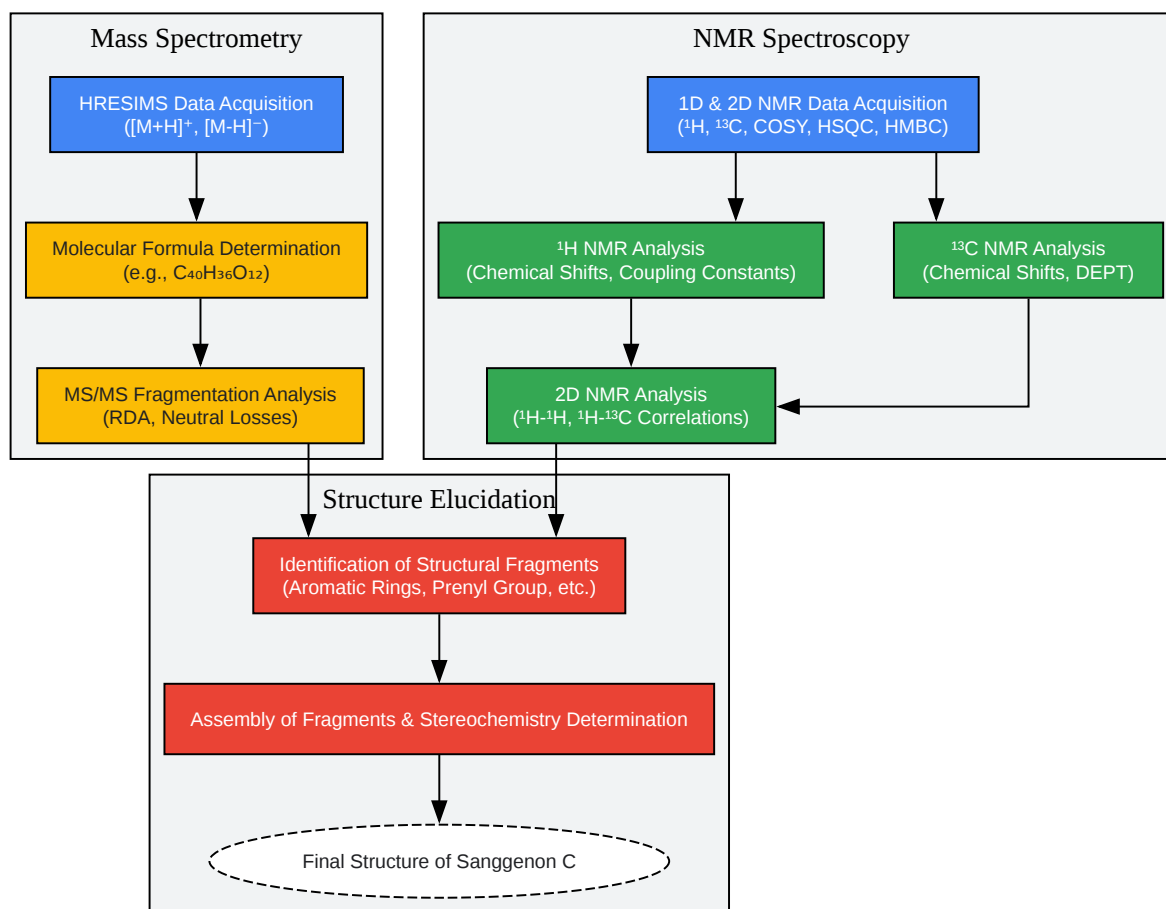 Mass Spectrometry
HRESIMS Data Acquisition
([M+H]⁺, [M-H]⁻)
Molecular Formula Determination
(e.g., C₄₀H₃₆O₁₂)
MS/MS Fragmentation Analysis
(RDA, Neutral Losses)
NMR Spectroscopy
1D & 2D NMR Data Acquisition
(¹H, ¹³C, COSY, HSQC, HMBC)
¹H NMR Analysis
(Chemical Shifts, Coupling Constants)
¹³C NMR Analysis
(Chemical Shifts, DEPT)
2D NMR Analysis
(¹H-¹H, ¹H-¹³C Correlations)
Structure Elucidation
Identification of Structural Fragments
(Aromatic Rings, Prenyl Group, etc.)
Assembly of Fragments & Stereochemistry Determination
Final Structure of Sanggenon C